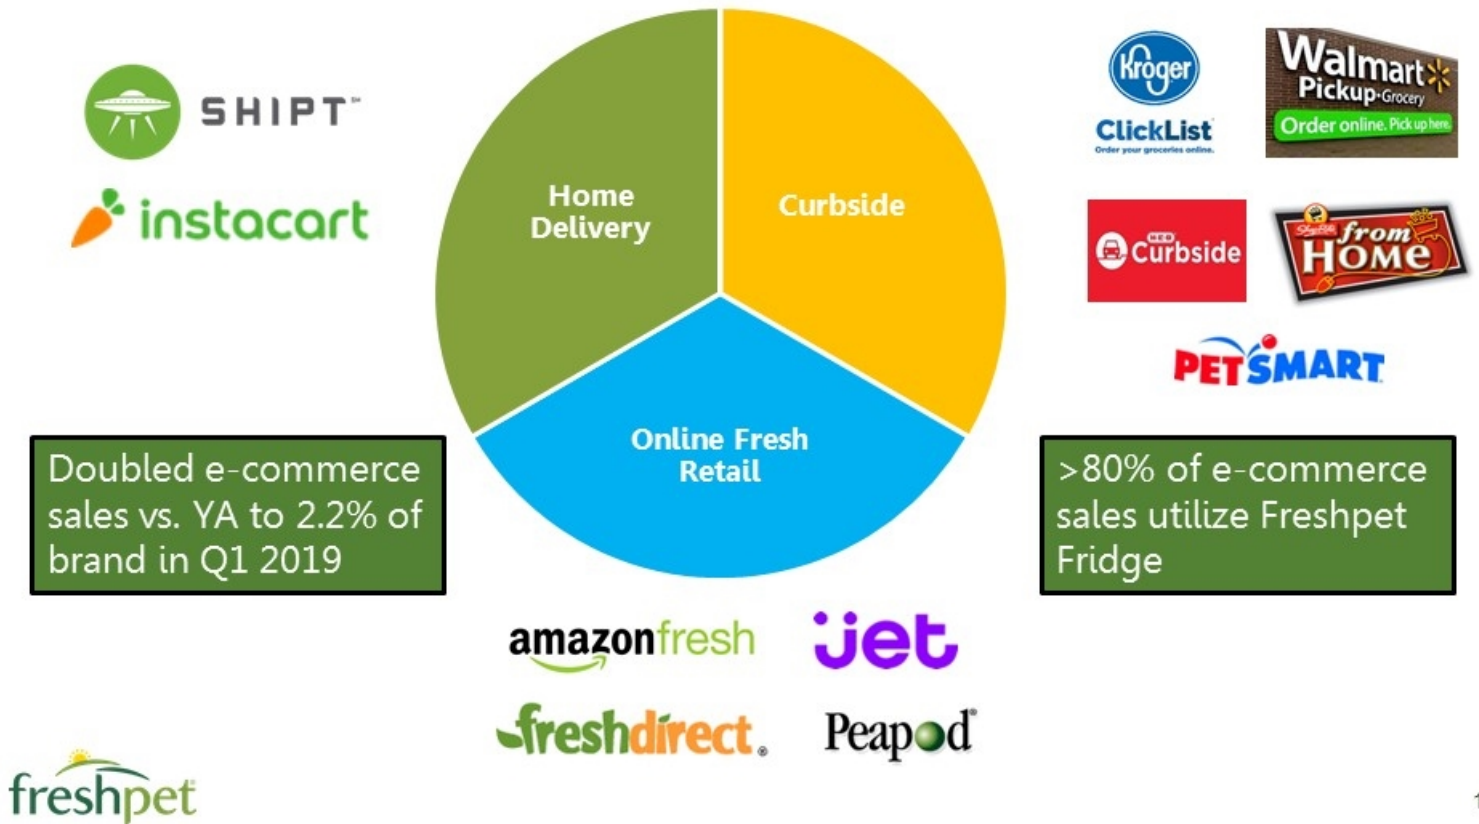 SHIPT℠
instacart
Home
Delivery
Curbside
Online Fresh
Retail
Kroger
ClickList
Order your groceries online.
Walmart
Pickup·Grocery
Order online. Pick up here.
H-E-B
Curbside
ShopRite
from
HOME
PETSMART
Doubled e-commerce
sales vs. YA to 2.2% of
brand in Q1 2019
>80% of e-commerce
sales utilize Freshpet
Fridge
amazonfresh
jet
freshdirect®
Peapod®
freshpet